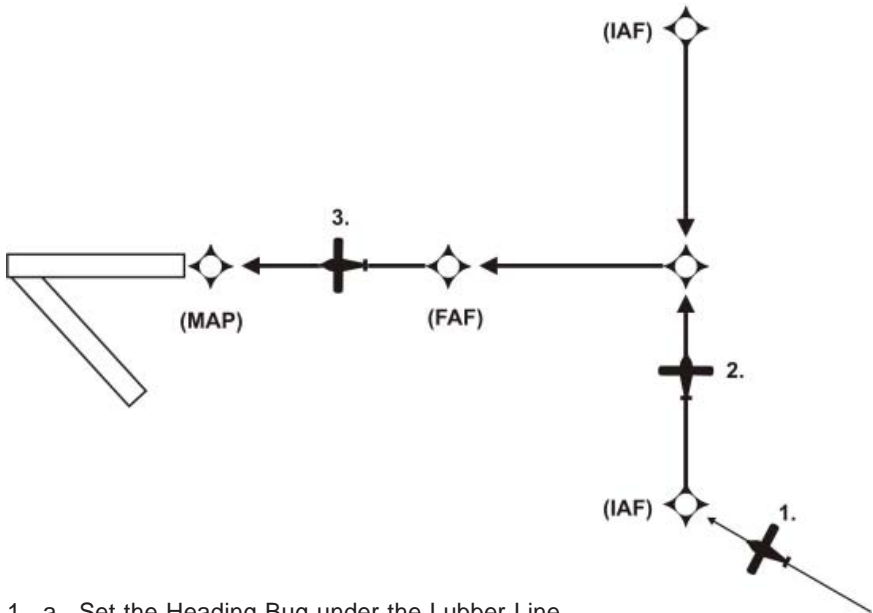 (IAF)
3.
(MAP)
(FAF)
2.
(IAF)
1.
1. a. Set the Heading Bug under the Lubber Line